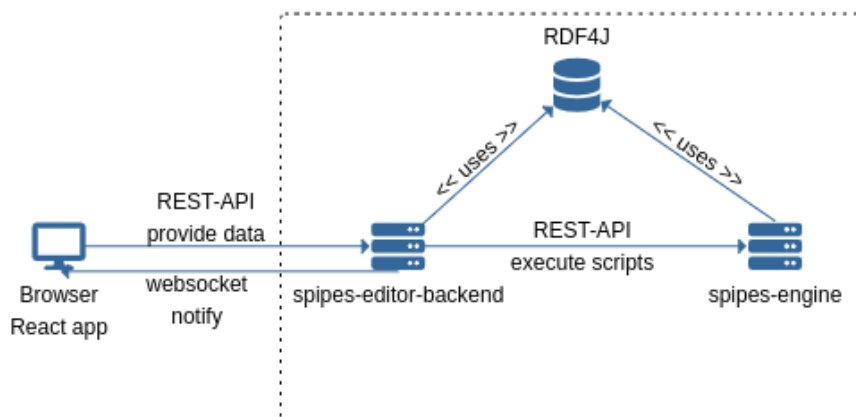 RDF4J
<< uses >>
<< uses >>
REST-API
provide data
REST-API
execute scripts
websocket
notify
Browser
React app
spipes-editor-backend
spipes-engine